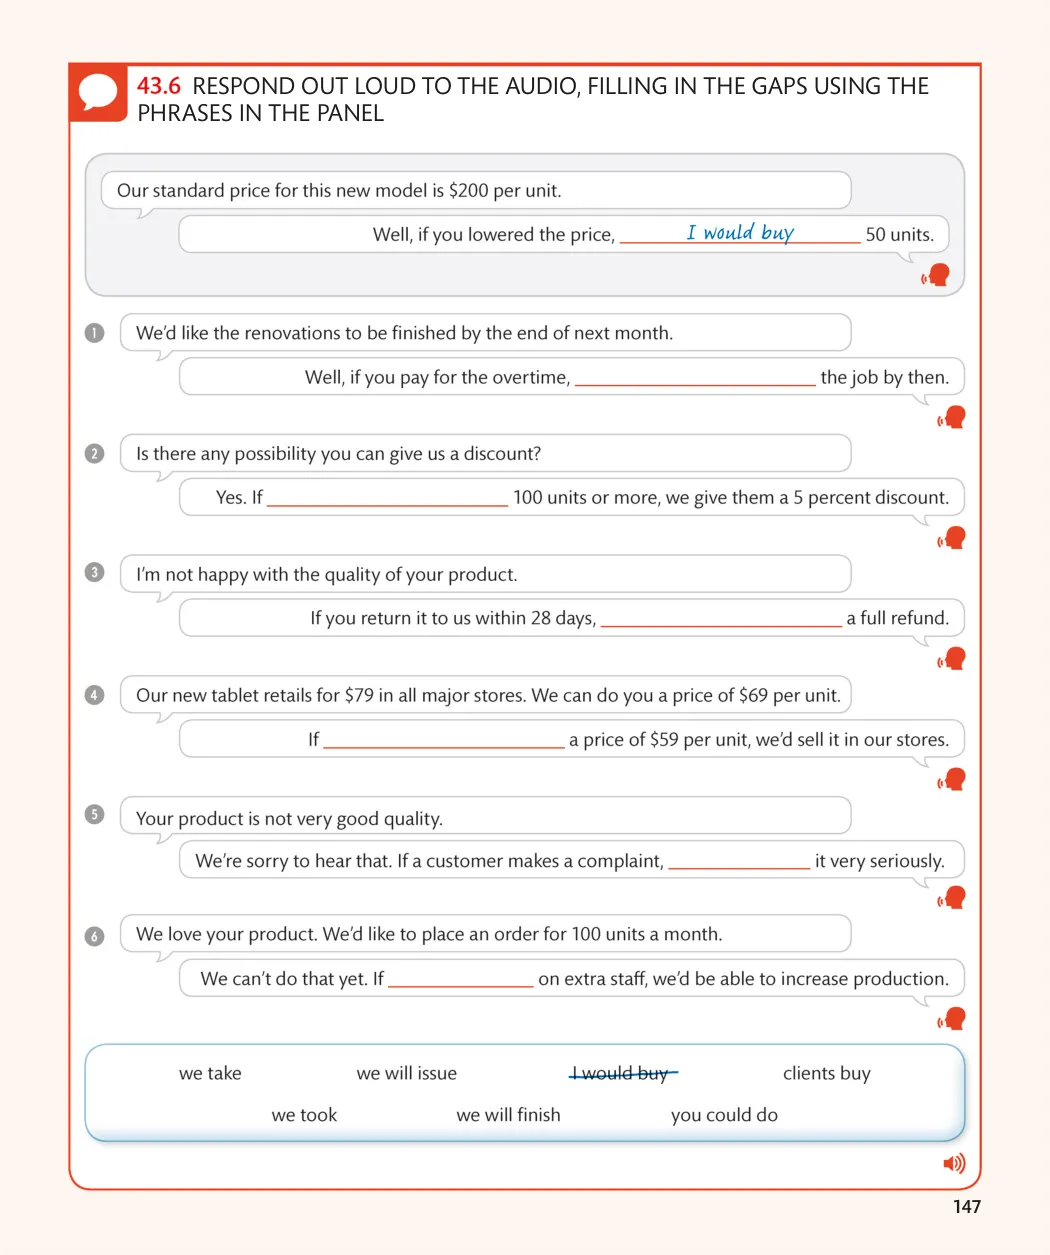 43.6 RESPOND OUT LOUD TO THE AUDIO, FILLING IN THE GAPS USING THE
PHRASES IN THE PANEL
Our standard price for this new model is $200 per unit.
Well, if you lowered the price, I would buy 50 units.
1 We'd like the renovations to be finished by the end of next month.
Well, if you pay for the overtime, ____ the job by then.
2 Is there any possibility you can give us a discount?
Yes. If ____ 100 units or more, we give them a 5 percent discount.
3 I'm not happy with the quality of your product.
If you return it to us within 28 days, ____ a full refund.
4 Our new tablet retails for $79 in all major stores. We can do you a price of $69 per unit.
If ____ a price of $59 per unit, we'd sell it in our stores.
5 Your product is not very good quality.
We're sorry to hear that. If a customer makes a complaint, ____ it very seriously.
6 We love your product. We'd like to place an order for 100 units a month.
We can't do that yet. If ____ on extra staff, we'd be able to increase production.
we take we will issue I would buy clients buy
we took we will finish you could do
147